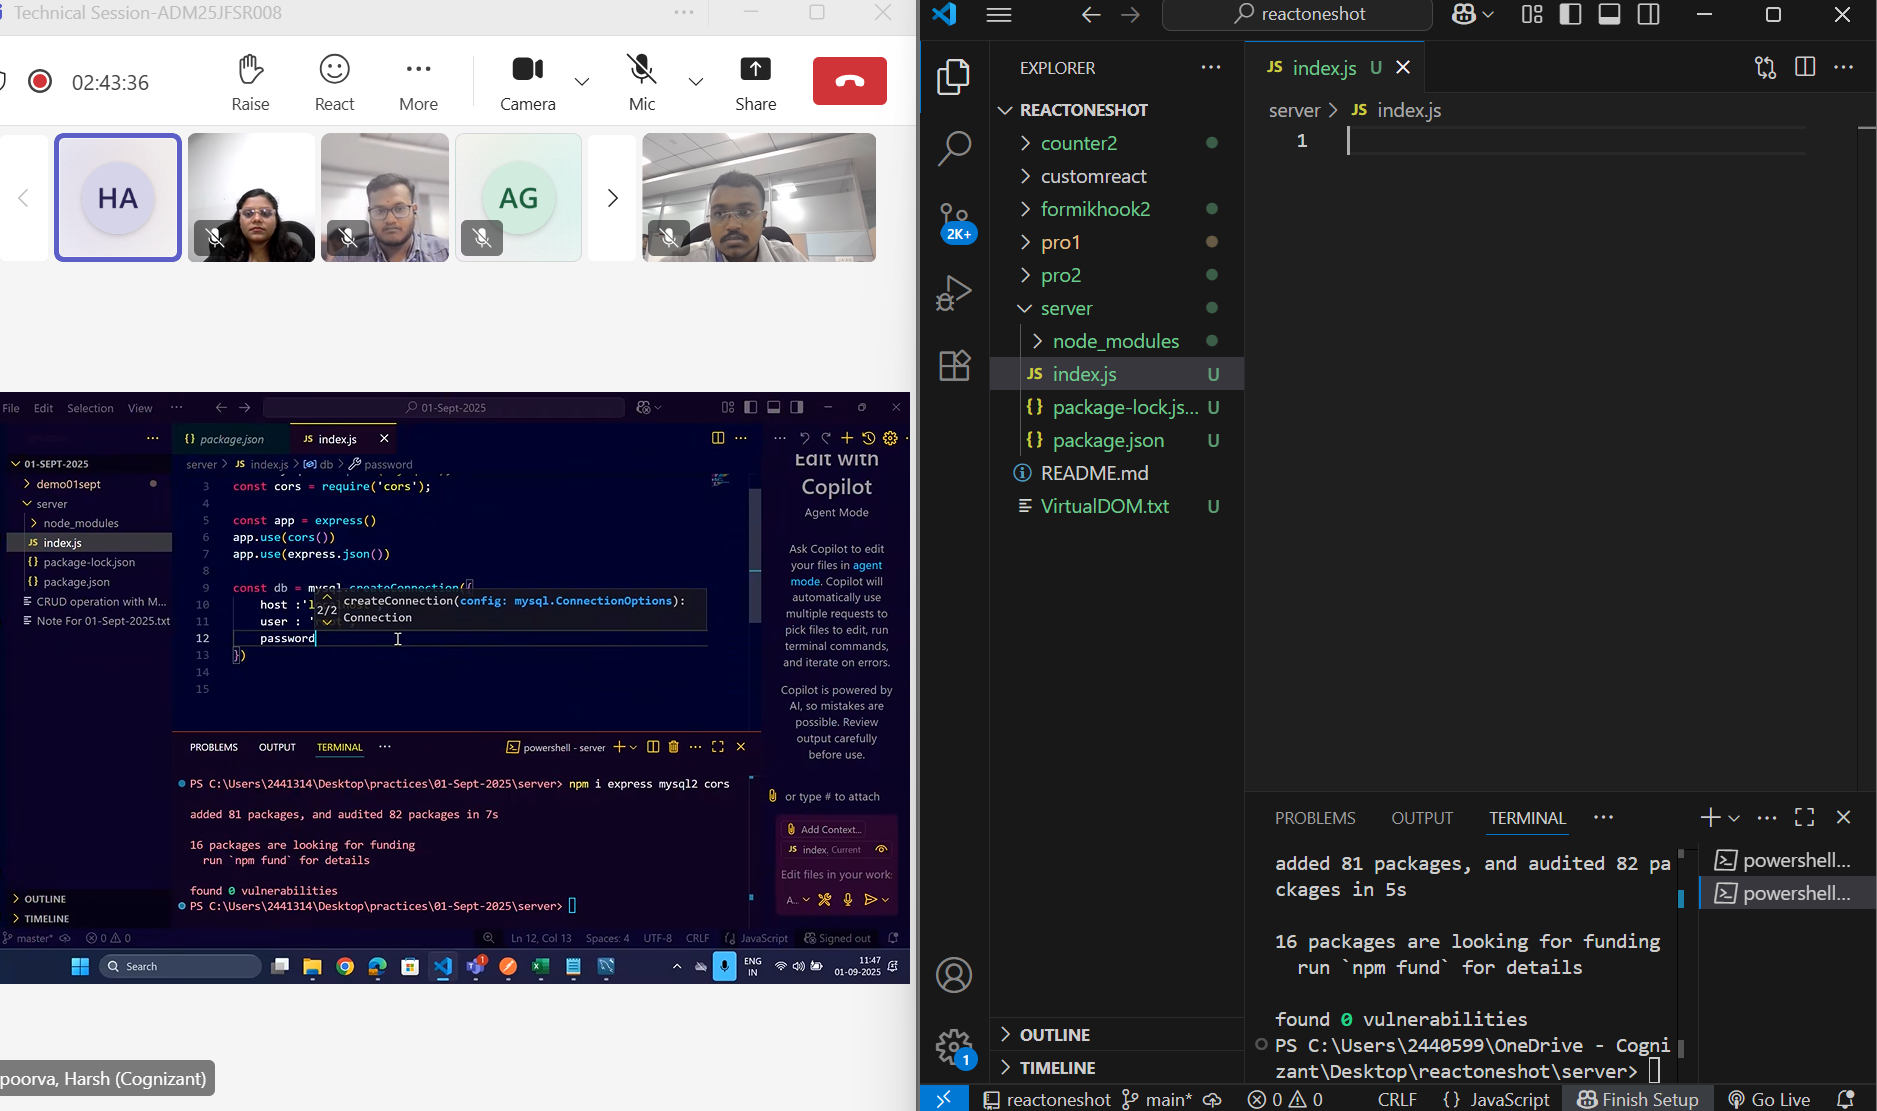 Technical Session-ADM25JFSR008
02:43:36
Raise
React
More
Camera
Mic
Share
HA
AG
File Edit Selection View
01-Sept-2025
package.json
index.js
01-SEPT-2025
demo01sept
server
node_modules
index.js
package-lock.json
package.json
CRUD operation with M...
Note For 01-Sept-2025.txt
OUTLINE
TIMELINE
server > index.js > db > password
3 const cors = require('cors');
4
5 const app = express()
6 app.use(cors())
7 app.use(express.json())
8
9 const db = mysql.createConnection({
10 host :'l
11 user : '
12 password
13 })
14
15
2/2 createConnection(config: mysql.ConnectionOptions):
Connection
Edit with
Copilot
Agent Mode
Ask Copilot to edit
your files in agent
mode. Copilot will
automatically use
multiple requests to
pick files to edit, run
terminal commands,
and iterate on errors.
Copilot is powered by
AI, so mistakes are
possible. Review
output carefully
before use.
or type # to attach
Add Context...
index. Current
Edit files in your work
A...
PROBLEMS OUTPUT TERMINAL
powershell - server
PS C:\Users\2441314\Desktop\practices\01-Sept-2025\server> npm i express mysql2 cors
added 81 packages, and audited 82 packages in 7s
16 packages are looking for funding
run `npm fund` for details
found 0 vulnerabilities
PS C:\Users\2441314\Desktop\practices\01-Sept-2025\server>
master* 0 0
Ln 12, Col 13 Spaces: 4 UTF-8 CRLF JavaScript Signed out
Search
1
ENG
IN
11:47
01-09-2025
poorva, Harsh (Cognizant)
reactoneshot
EXPLORER
REACTONESHOT
counter2
customreact
formikhook2
pro1
pro2
server
node_modules
JS index.js U
{} package-lock.js... U
{} package.json U
README.md
VirtualDOM.txt U
2K+
1
OUTLINE
TIMELINE
JS index.js U
server > JS index.js
1
PROBLEMS OUTPUT TERMINAL
added 81 packages, and audited 82 pa
ckages in 5s
16 packages are looking for funding
run `npm fund` for details
found 0 vulnerabilities
PS C:\Users\2440599\OneDrive - Cogni
zant\Desktop\reactoneshot\server>
powershell...
powershell...
reactoneshot main* 0 0 CRLF {} JavaScript Finish Setup Go Live